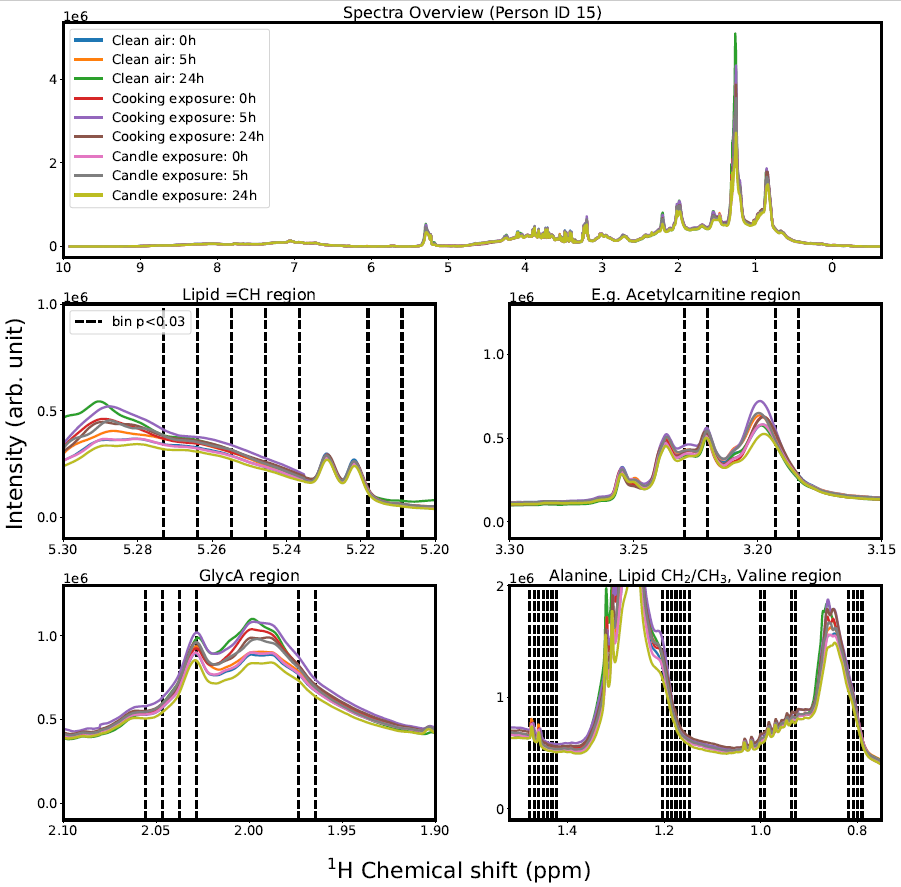 Spectra Overview (Person ID 15)
1e6
Clean air: 0h
Clean air: 5h
Clean air: 24h
Cooking exposure: 0h
Cooking exposure: 5h
Cooking exposure: 24h
Candle exposure: 0h
Candle exposure: 5h
Candle exposure: 24h
4
2
0
10 9 8 7 6 5 4 3 2 1 0
Intensity (arb. unit)
Lipid =CH region
1e6
bin p<0.03
1.0
0.5
0.0
5.30 5.28 5.26 5.24 5.22 5.20
E.g. Acetylcarnitine region
1e6
1.0
0.5
0.0
3.30 3.25 3.20 3.15
GlycA region
1e6
1.0
0.5
0.0
2.10 2.05 2.00 1.95 1.90
Alanine, Lipid CH₂/CH₃, Valine region
1e6
2
1
0
1.4 1.2 1.0 0.8
¹H Chemical shift (ppm)